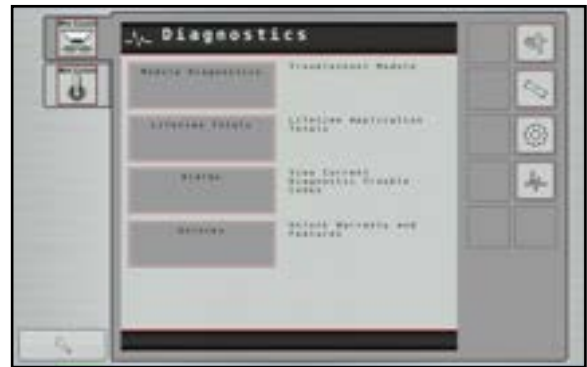 Diagnostics
Module Diagnostics
Troubleshoot Module
Lifetime Totals
Lifetime Application
Totals
Alarms
View Current
Diagnostic Trouble
Codes
Unlocks
Unlock Warranty and
Features